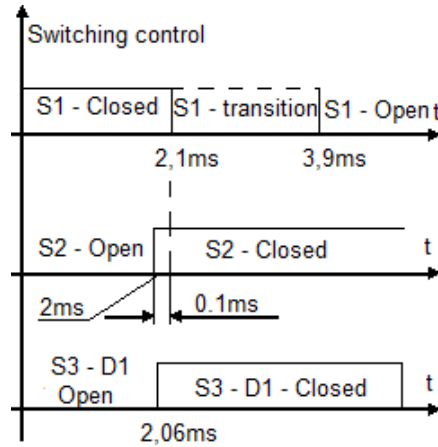 Switching control
S1 - Closed S1 - transition S1 - Open t
2,1ms 3,9ms
S2 - Open S2 - Closed t
2ms 0.1ms
S3 - D1 t
Open S3 - D1 - Closed
2,06ms